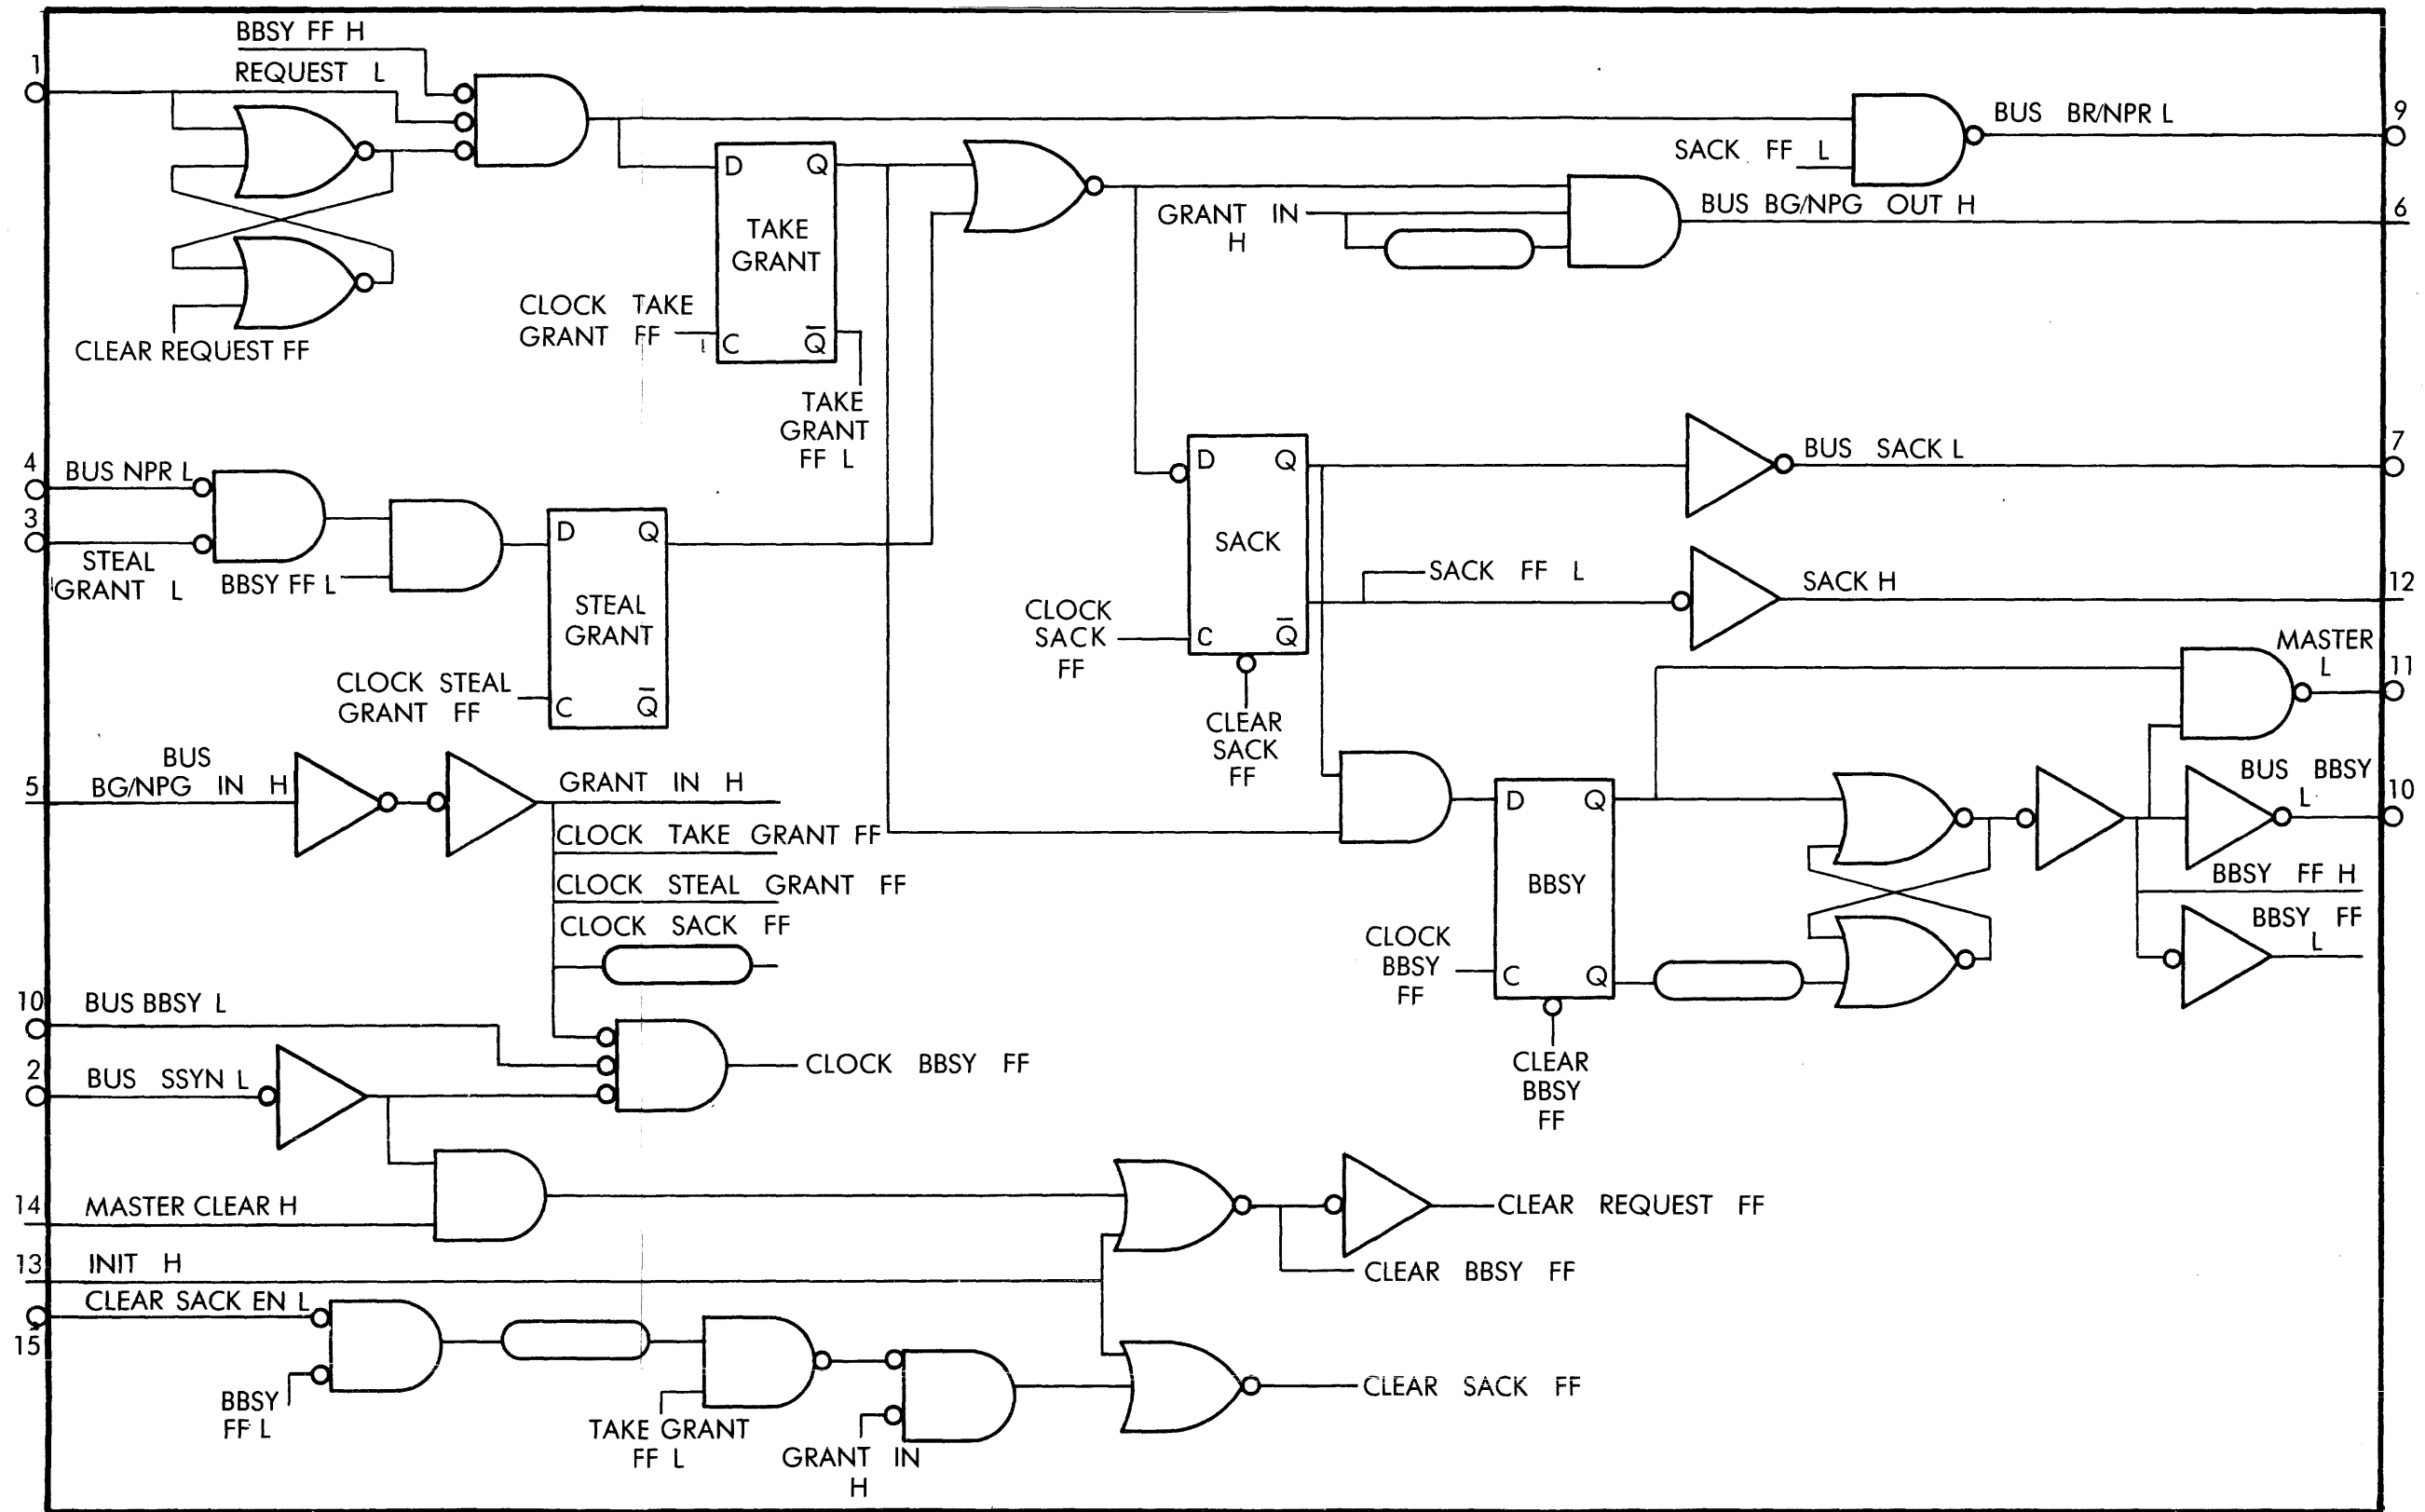 BBSY FF H
1
REQUEST L
9
BUS BR/NPR L
SACK FF L
D Q
TAKE
GRANT
GRANT IN
H
BUS BG/NPG OUT H
6
CLOCK TAKE
GRANT FF
C Q̅
CLEAR REQUEST FF
TAKE
GRANT
FF L
4
BUS NPR L
3
STEAL
GRANT L
BBSY FF L
D Q
STEAL
GRANT
CLOCK STEAL
GRANT FF
C Q̅
D Q
SACK
CLOCK
SACK
FF
C Q̅
CLEAR
SACK
FF
BUS SACK L
7
SACK FF L
SACK H
12
MASTER
L
11
BUS
BG/NPG IN H
5
GRANT IN H
CLOCK TAKE GRANT FF
CLOCK STEAL GRANT FF
CLOCK SACK FF
D Q
BBSY
CLOCK
BBSY
FF
C Q
CLEAR
BBSY
FF
BUS BBSY
L
10
BBSY FF H
BBSY FF
L
10
BUS BBSY L
2
BUS SSYN L
CLOCK BBSY FF
14
MASTER CLEAR H
13
INIT H
CLEAR SACK EN L
15
BBSY
FF L
TAKE GRANT
FF L
GRANT IN
H
CLEAR REQUEST FF
CLEAR BBSY FF
CLEAR SACK FF